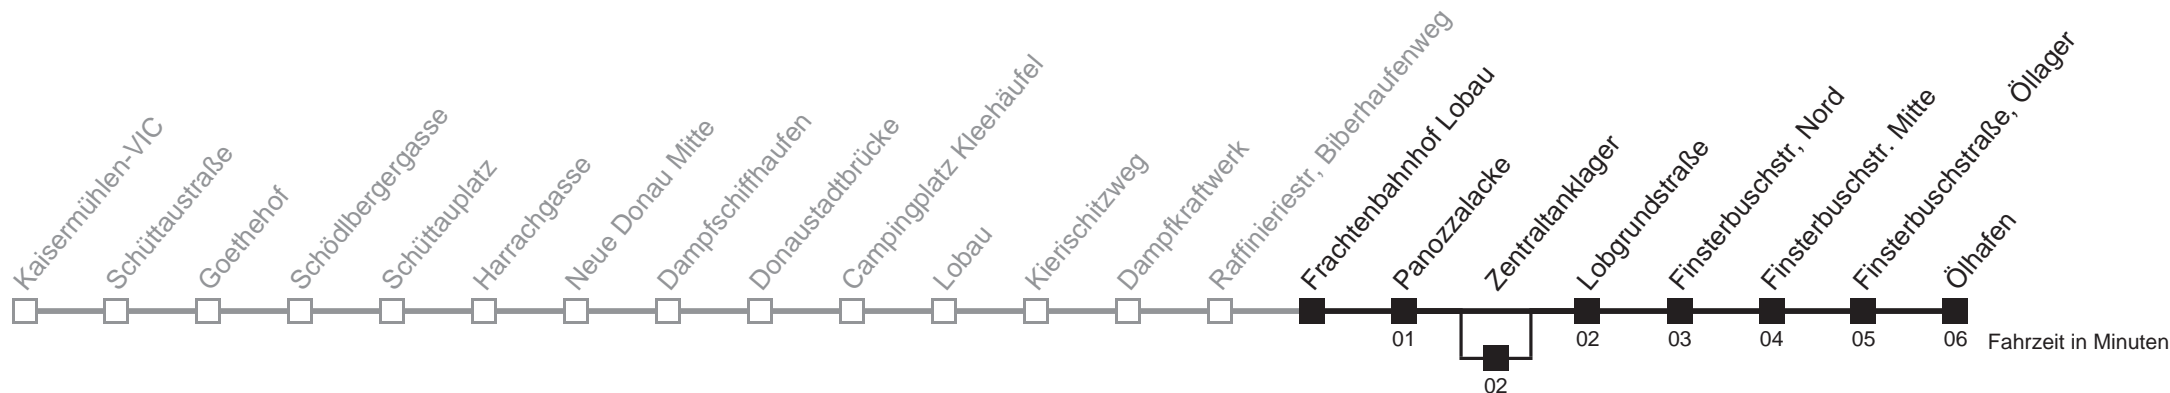 Kaisermühlen-VIC
Schüttaustraße
Goethehof
Schödlbergergasse
Schüttauplatz
Harrachgasse
Neue Donau Mitte
Dampfschiffhaufen
Donaustadtbrücke
Campingplatz Kleehäufel
Lobau
Kierischitzweg
Dampfkraftwerk
Raffinieriestr, Biberhaufenweg
Frachtenbahnhof Lobau
Panozzalacke
Zentraltanklager
Lobgrundstraße
Finsterbuschstr, Nord
Finsterbuschstr. Mitte
Finsterbuschstraße, Öllager
Ölhafen
01 02 03 04 05 06 Fahrzeit in Minuten
02